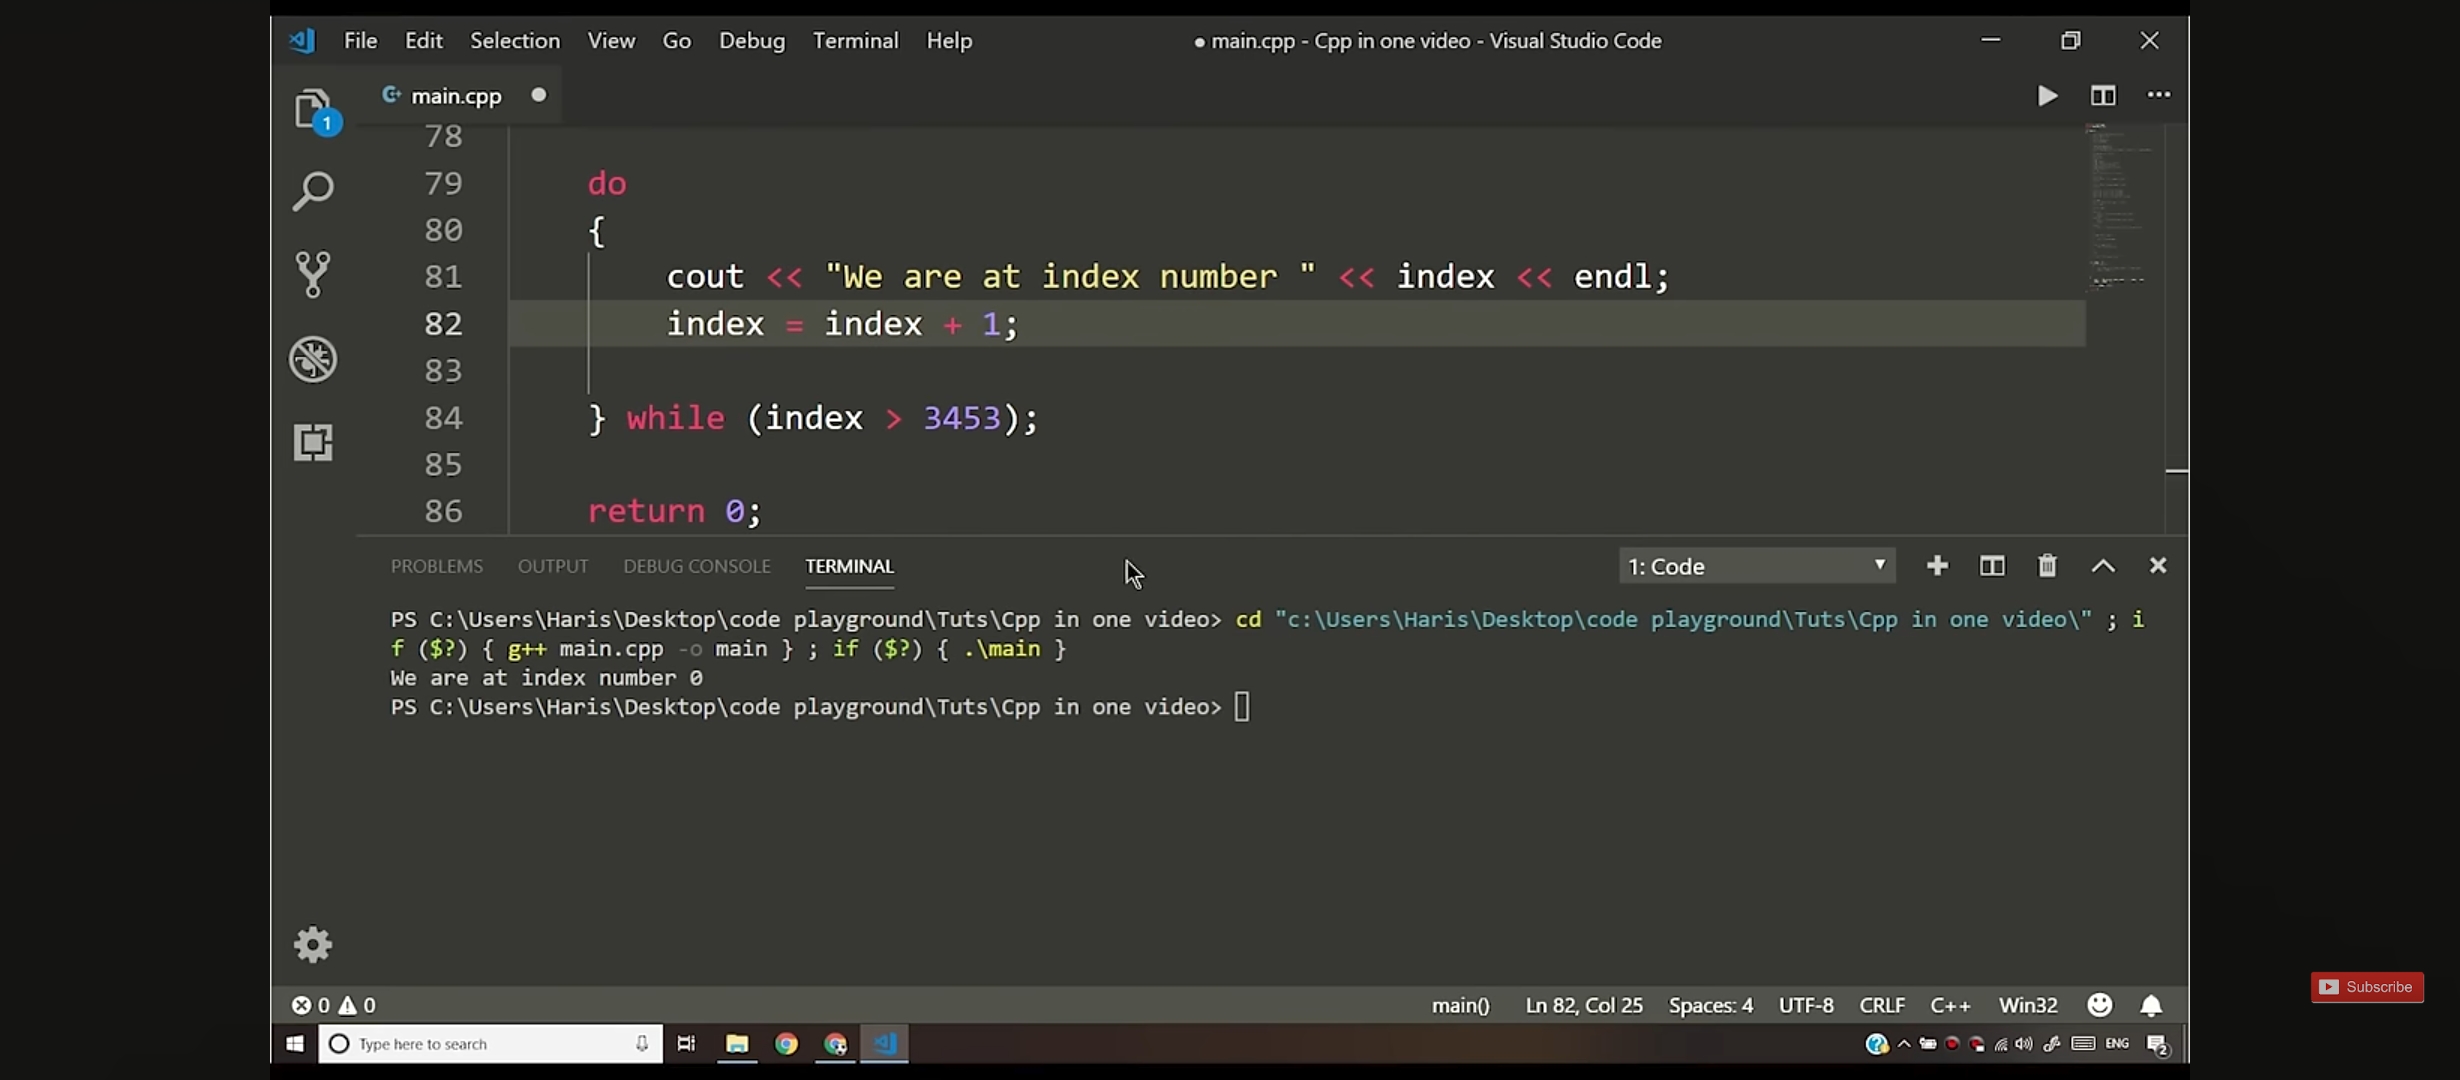 File Edit Selection View Go Debug Terminal Help ● main.cpp - Cpp in one video - Visual Studio Code
main.cpp
1
78
79 do
80 {
81 cout << "We are at index number " << index << endl;
82 index = index + 1;
83
84 } while (index > 3453);
85
86 return 0;
PROBLEMS OUTPUT DEBUG CONSOLE TERMINAL 1: Code
PS C:\Users\Haris\Desktop\code playground\Tuts\Cpp in one video> cd "c:\Users\Haris\Desktop\code playground\Tuts\Cpp in one video\" ; i
f ($?) { g++ main.cpp -o main } ; if ($?) { .\main }
We are at index number 0
PS C:\Users\Haris\Desktop\code playground\Tuts\Cpp in one video>
Subscribe
0 0 main() Ln 82, Col 25 Spaces: 4 UTF-8 CRLF C++ Win32
Type here to search ENG 2